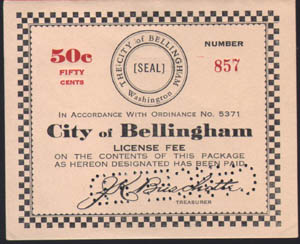 50c
FIFTY
CENTS
THE CITY of BELLINGHAM
[SEAL]
Washington
NUMBER
857
IN ACCORDANCE WITH ORDINANCE NO. 5371
City of Bellingham
LICENSE FEE
ON THE CONTENTS OF THIS PACKAGE
AS HEREON DESIGNATED HAS BEEN PAID.
TREASURER